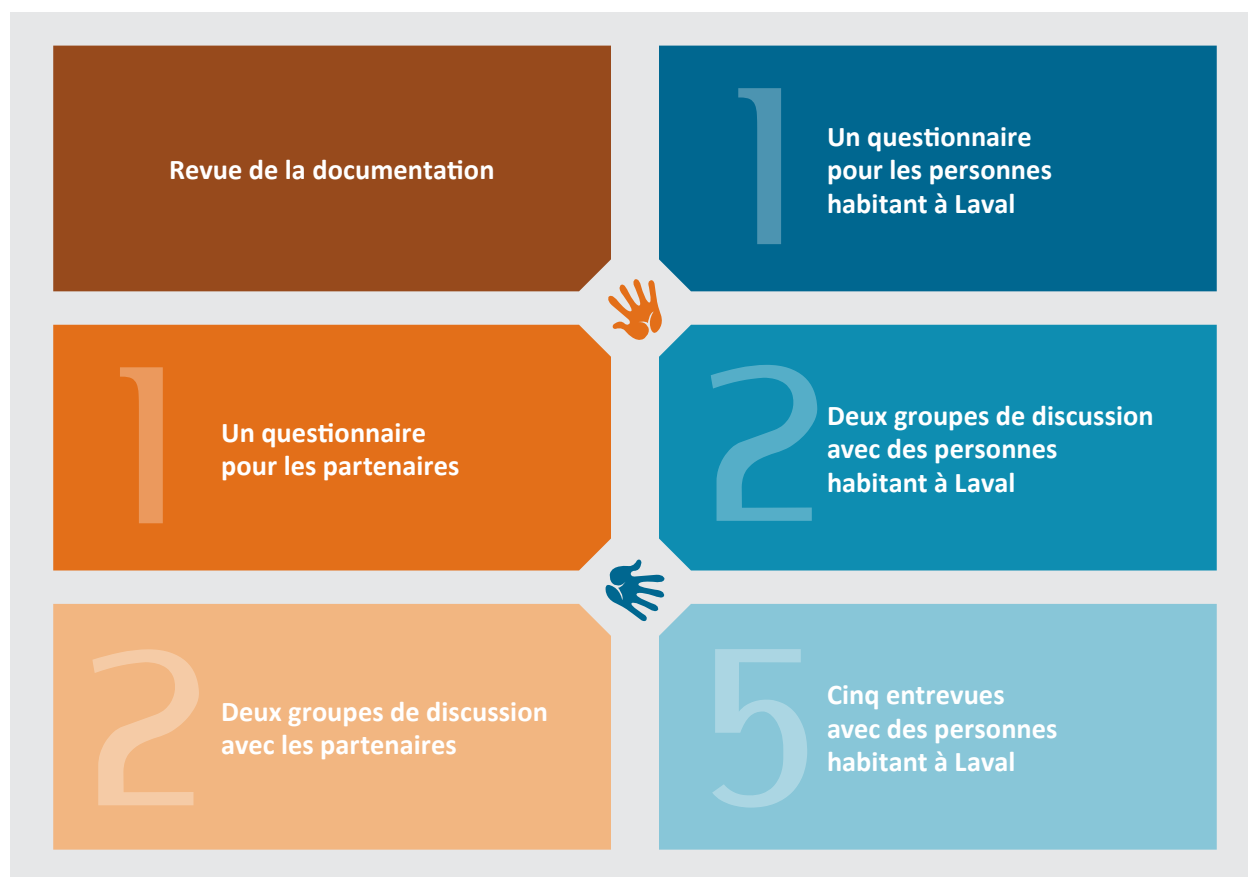 Revue de la documentation
1
Un questionnaire
pour les personnes
habitant à Laval
1
Un questionnaire
pour les partenaires
2
Deux groupes de discussion
avec des personnes
habitant à Laval
2
Deux groupes de discussion
avec les partenaires
5
Cinq entrevues
avec des personnes
habitant à Laval